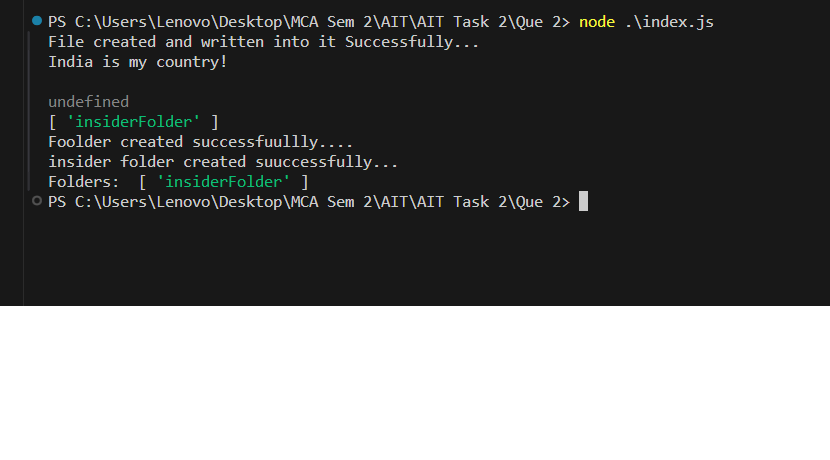 PS C:\Users\Lenovo\Desktop\MCA Sem 2\AIT\AIT Task 2\Que 2> node .\index.js
File created and written into it Successfully...
India is my country!
undefined
[ 'insiderFolder' ]
Foolder created successfuullly....
insider folder created suuccessfully...
Folders:  [ 'insiderFolder' ]
PS C:\Users\Lenovo\Desktop\MCA Sem 2\AIT\AIT Task 2\Que 2>